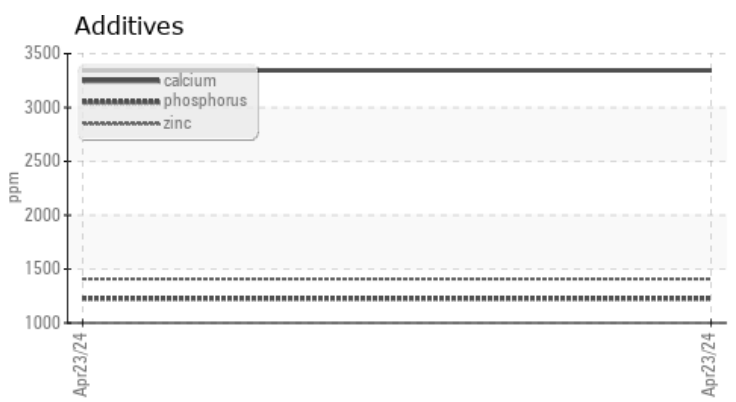 Additives
3500
calcium
3000
phosphorus
zinc
2500
ppm
2000
1500
1000
Apr23/24
Apr23/24